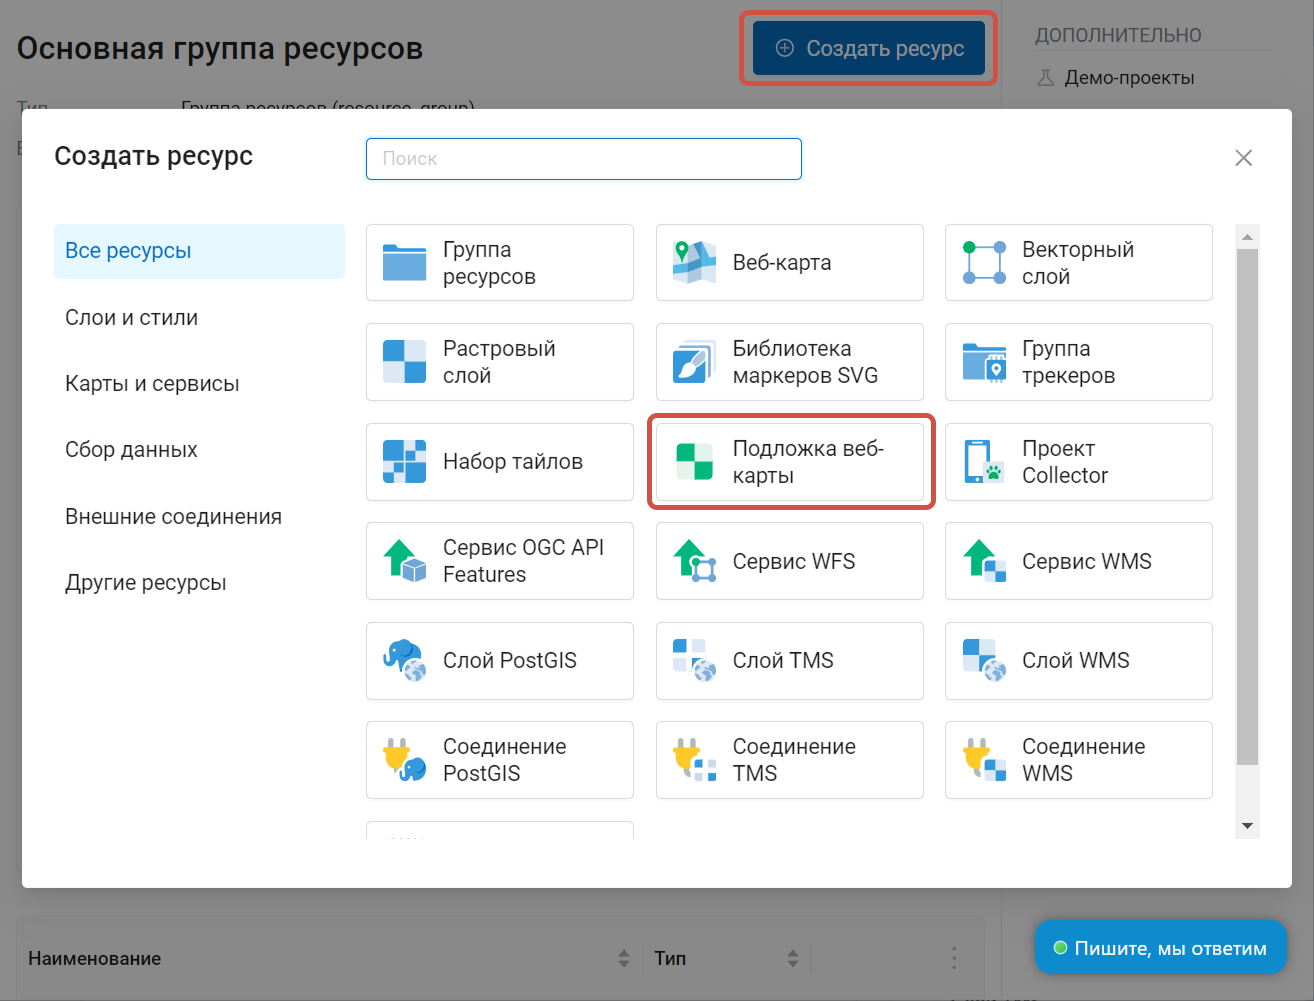 Основная группа ресурсов
Создать ресурс
ДОПОЛНИТЕЛЬНО
Демо-проекты
Тип
Группа ресурсов (resource_group)
Создать ресурс
Поиск
Все ресурсы
Слои и стили
Карты и сервисы
Сбор данных
Внешние соединения
Другие ресурсы
Группа
ресурсов
Веб-карта
Векторный
слой
Растровый
слой
Библиотека
маркеров SVG
Группа
трекеров
Набор тайлов
Подложка веб-
карты
Проект
Collector
Сервис OGC API
Features
Сервис WFS
Сервис WMS
Слой PostGIS
Слой TMS
Слой WMS
Соединение
PostGIS
Соединение
TMS
Соединение
WMS
Наименование
Тип
Пишите, мы ответим